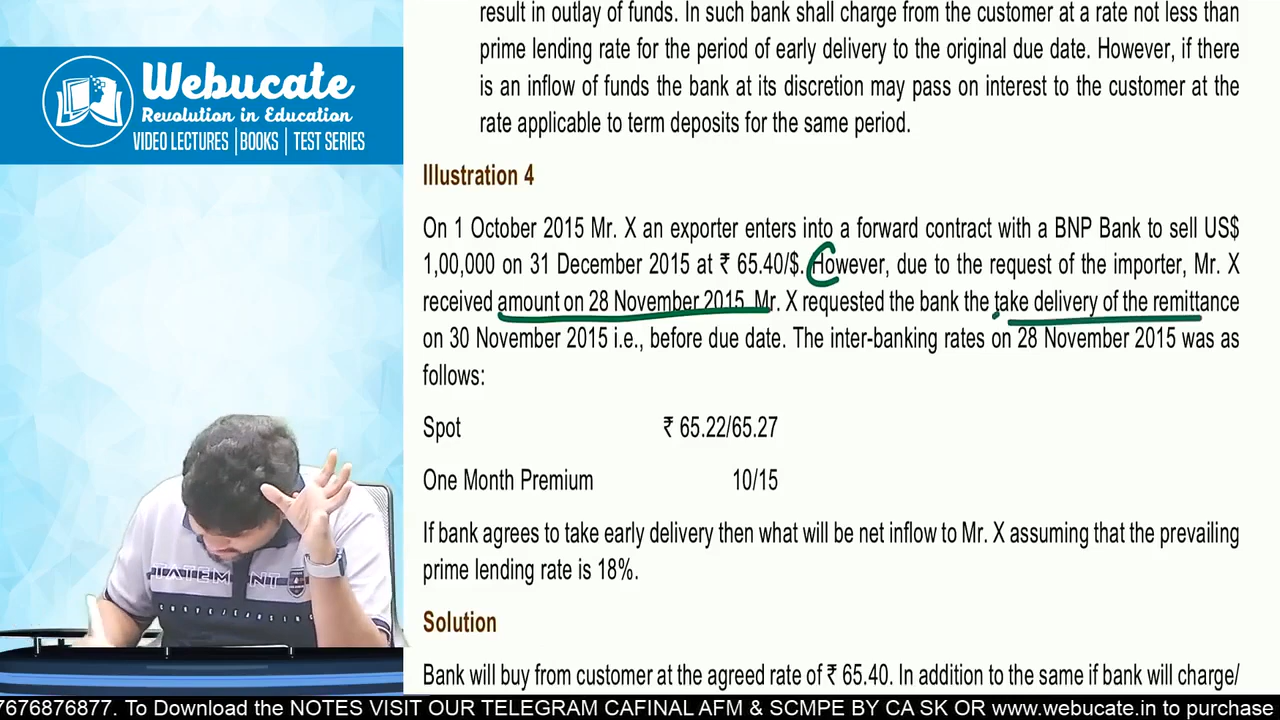 result in outlay of funds. In such bank shall charge from the customer at a rate not less than
prime lending rate for the period of early delivery to the original due date. However, if there
is an inflow of funds the bank at its discretion may pass on interest to the customer at the
rate applicable to term deposits for the same period.
Webucate
Revolution in Education
VIDEO LECTURES | BOOKS | TEST SERIES
Illustration 4
On 1 October 2015 Mr. X an exporter enters into a forward contract with a BNP Bank to sell US$
1,00,000 on 31 December 2015 at ₹ 65.40/$. However, due to the request of the importer, Mr. X
received amount on 28 November 2015. Mr. X requested the bank the take delivery of the remittance
on 30 November 2015 i.e., before due date. The inter-banking rates on 28 November 2015 was as
follows:
Spot ₹ 65.22/65.27
One Month Premium 10/15
If bank agrees to take early delivery then what will be net inflow to Mr. X assuming that the prevailing
prime lending rate is 18%.
Solution
Bank will buy from customer at the agreed rate of ₹ 65.40. In addition to the same if bank will charge/
7676876877. To Download the NOTES VISIT OUR TELEGRAM CAFINAL AFM & SCMPE BY CA SK OR www.webucate.in to purchase